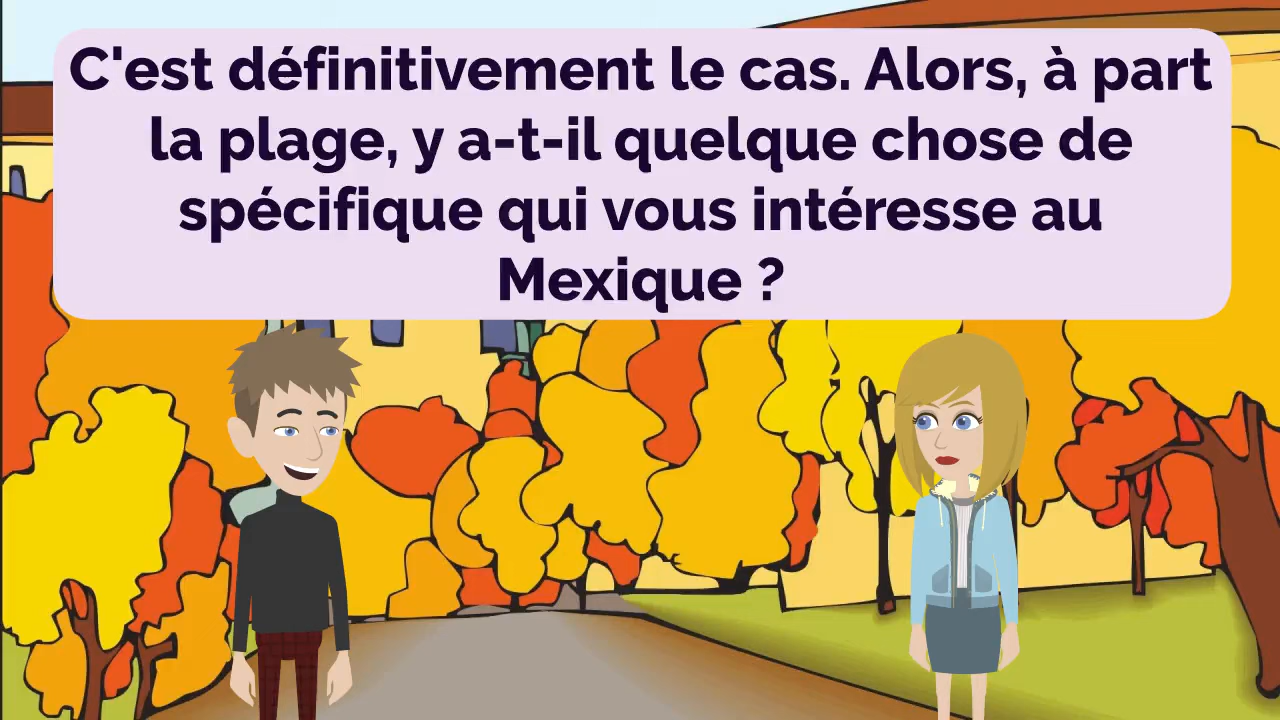 C'est définitivement le cas. Alors, à part
la plage, y a-t-il quelque chose de
spécifique qui vous intéresse au
Mexique ?